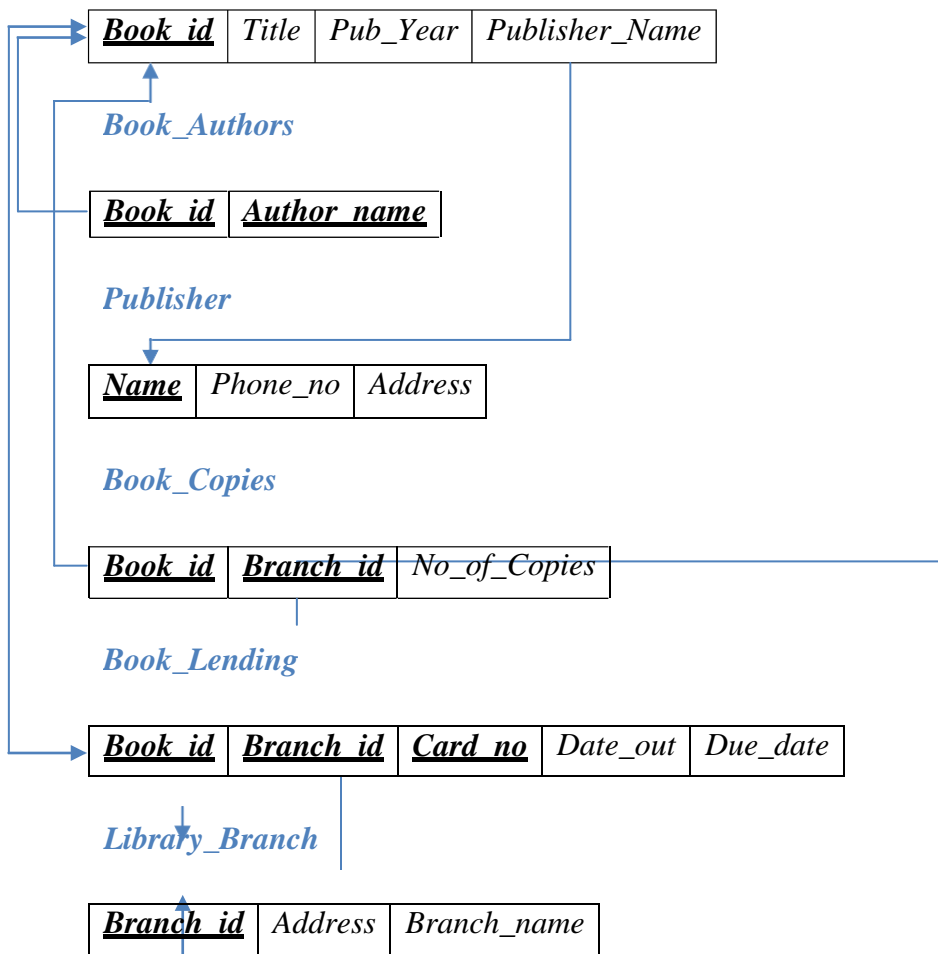 Book_id Title Pub_Year Publisher_Name
Book_Authors
Book_id Author_name
Publisher
Name Phone_no Address
Book_Copies
Book_id Branch_id No_of_Copies
Book_Lending
Book_id Branch_id Card_no Date_out Due_date
Library_Branch
Branch_id Address Branch_name